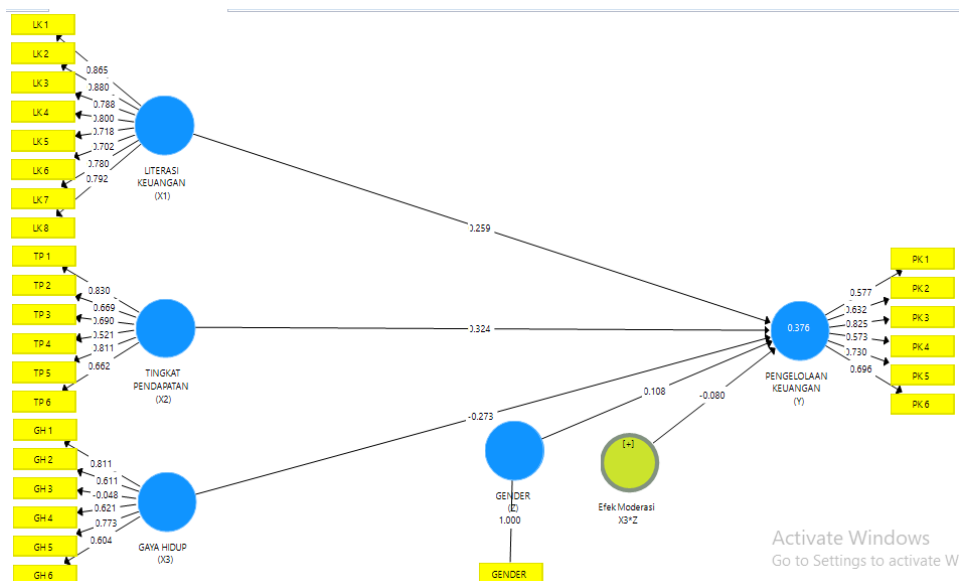 LK 1
LK 2
LK 3
LK 4
LK 5
LK 6
LK 7
LK 8
0.865
0.880
0.788
0.800
0.718
0.702
0.780
0.792
LITERASI
KEUANGAN
(X1)
0.259
TP 1
TP 2
TP 3
TP 4
TP 5
TP 6
0.830
0.669
0.690
0.521
0.811
0.662
TINGKAT
PENDAPATAN
(X2)
0.324
GH 1
GH 2
GH 3
GH 4
GH 5
GH 6
0.811
0.611
-0.048
0.621
0.773
0.604
GAYA HIDUP
(X3)
-0.273
0.108
-0.080
GENDER
(Z)
1.000
GENDER
[+]
Efek Moderasi
X3*Z
0.376
PENGELOLAAN
KEUANGAN
(Y)
0.577
0.632
0.825
0.573
0.730
0.696
PK 1
PK 2
PK 3
PK 4
PK 5
PK 6
Activate Windows
Go to Settings to activate W